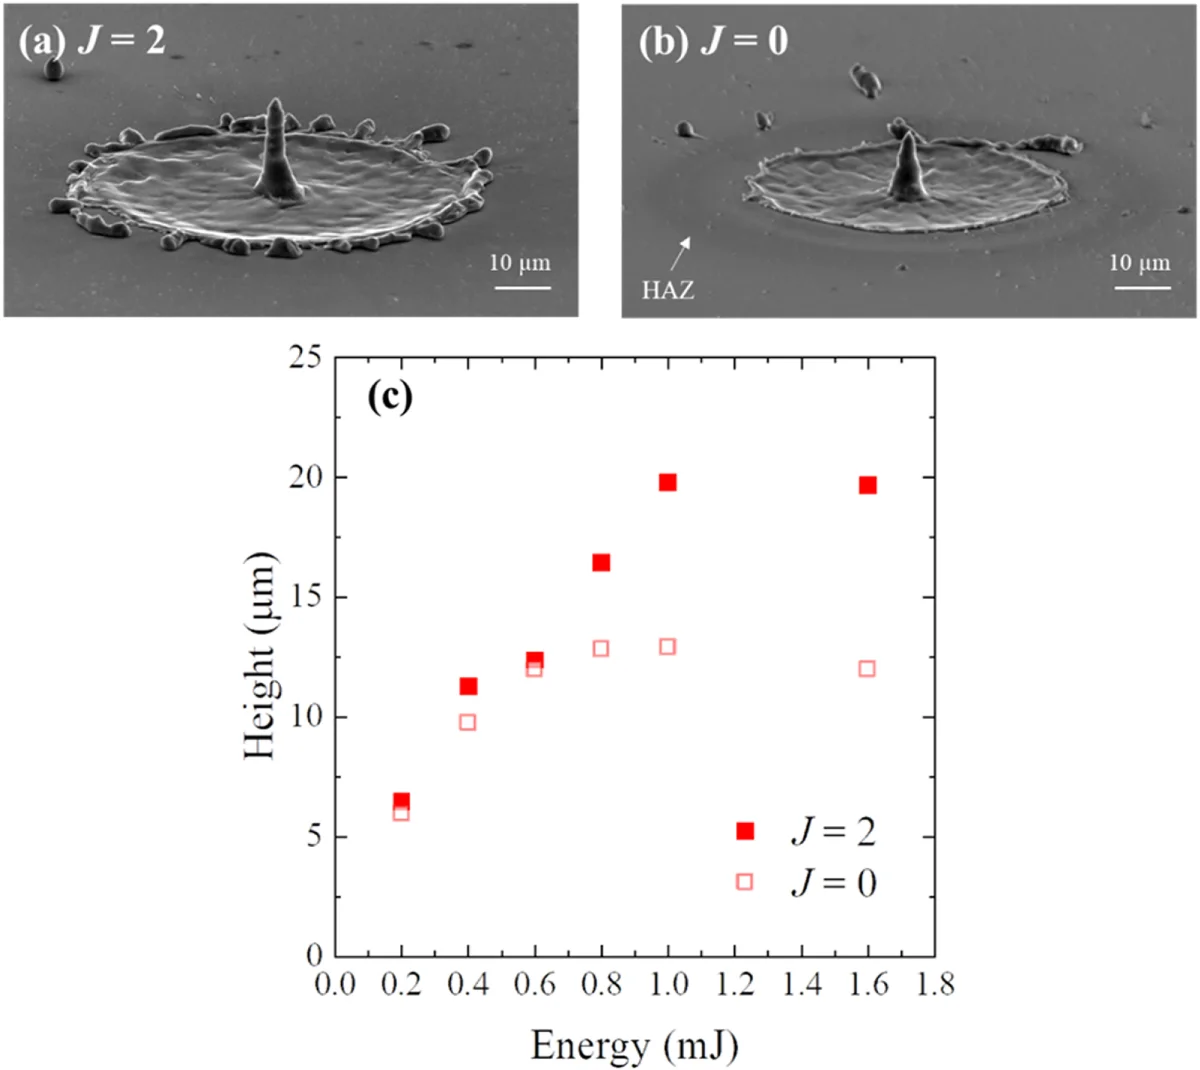 (a) J = 2
10 µm
(b) J = 0
HAZ
10 µm
(c)
25
20
15
10
5
0
Height (µm)
J = 2
J = 0
0.0 0.2 0.4 0.6 0.8 1.0 1.2 1.4 1.6 1.8
Energy (mJ)